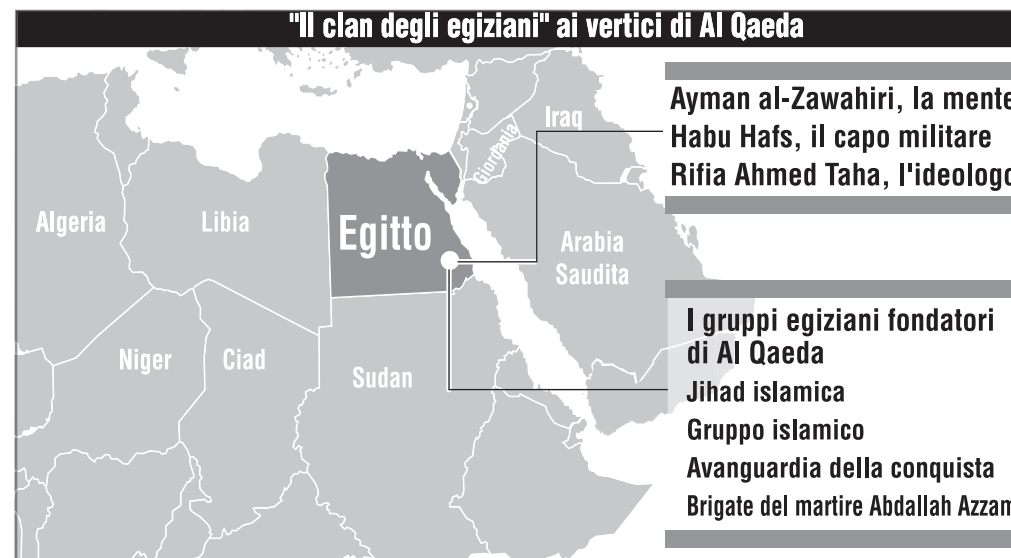 "Il clan degli egiziani" ai vertici di Al Qaeda
Ayman al-Zawahiri, la mente
Habu Hafs, il capo militare
Rifia Ahmed Taha, l'ideologo
Iraq
Giordania
Algeria
Libia
Egitto
Arabia
Saudita
Niger
Ciad
Sudan
I gruppi egiziani fondatori
di Al Qaeda
Jihad islamica
Gruppo islamico
Avanguardia della conquista
Brigate del martire Abdallah Azzam